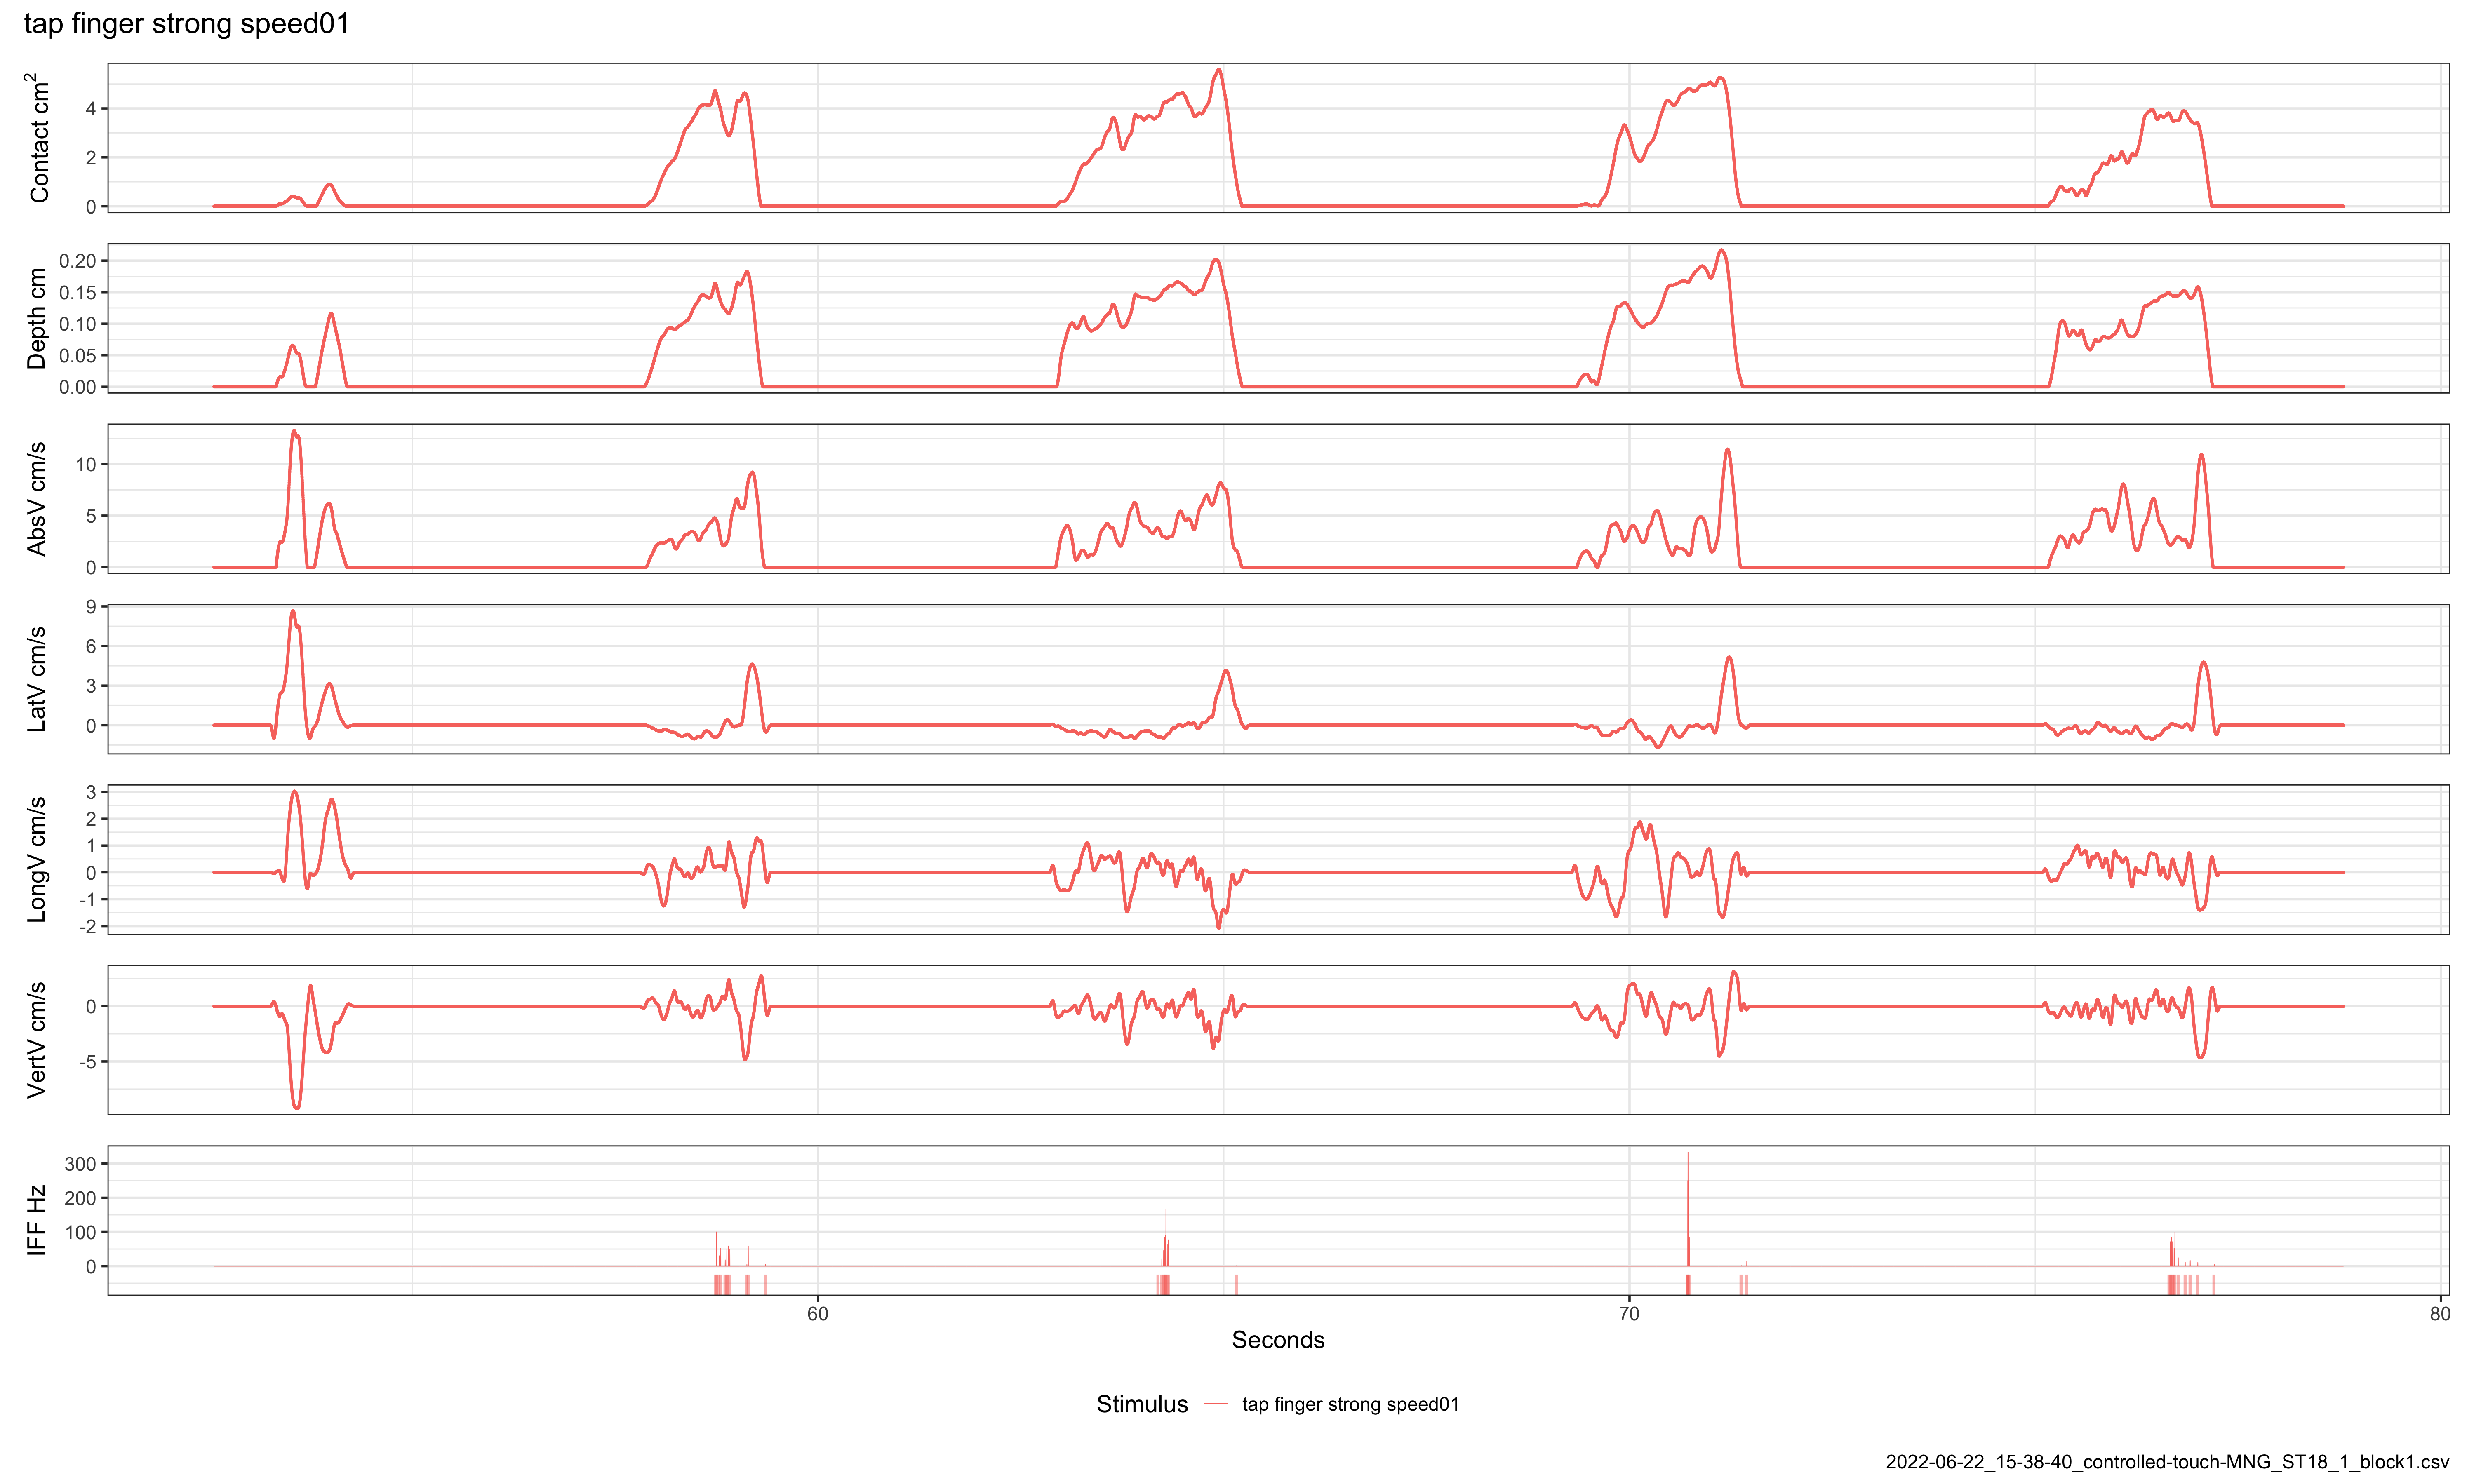 tap finger strong speed01
Contact cm²
4
2
0
Depth cm
0.20
0.15
0.10
0.05
0.00
AbsV cm/s
10
5
0
LatV cm/s
9
6
3
0
LongV cm/s
3
2
1
0
-1
-2
VertV cm/s
0
-5
IFF Hz
300
200
100
0
60 70 80
Seconds
Stimulus tap finger strong speed01
2022-06-22_15-38-40_controlled-touch-MNG_ST18_1_block1.csv